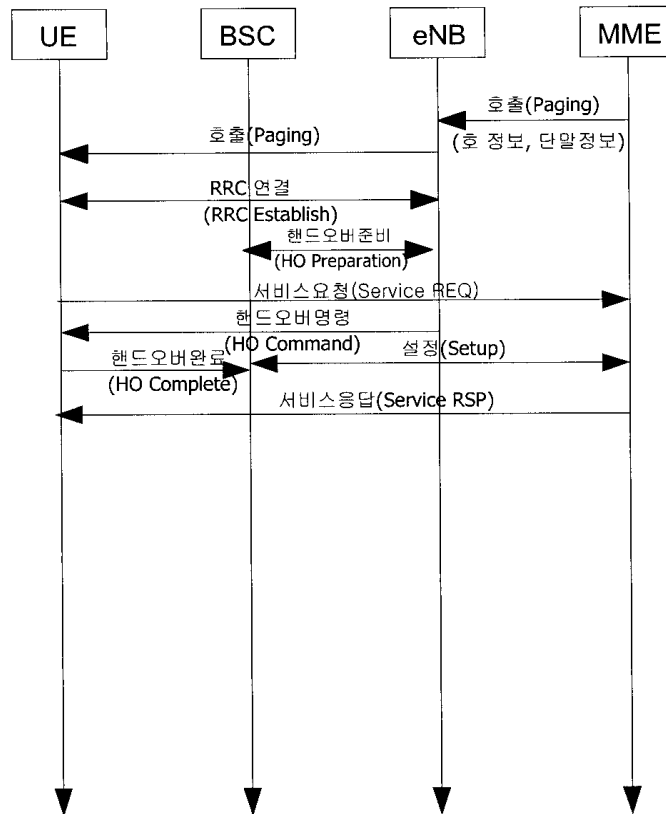 UE
BSC
eNB
MME
호출(Paging)
(호 정보, 단말정보)
호출(Paging)
RRC 연결
(RRC Establish)
핸드오버준비
(HO Preparation)
서비스요청(Service REQ)
핸드오버명령
(HO Command)
설정(Setup)
핸드오버완료
(HO Complete)
서비스응답(Service RSP)